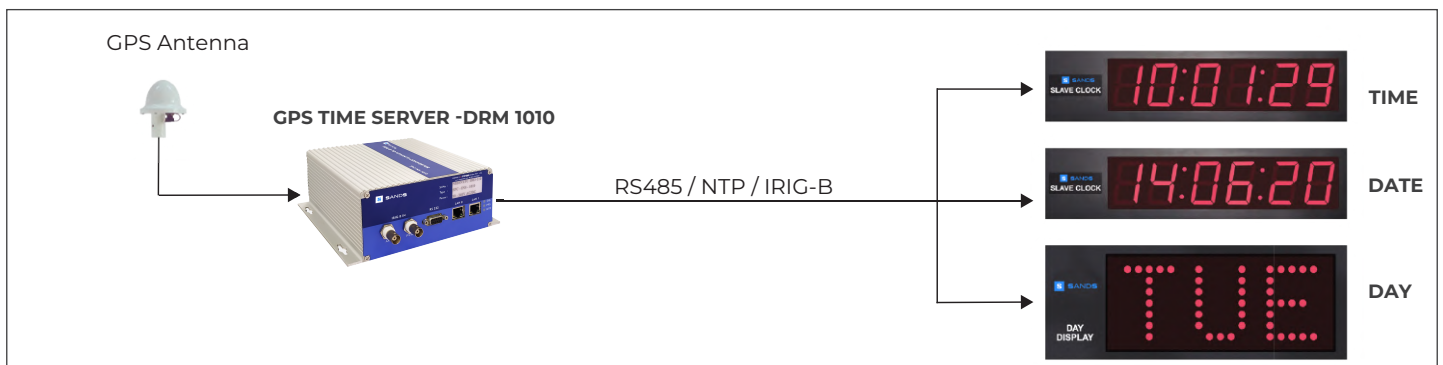 GPS Antenna
GPS TIME SERVER -DRM 1010
SANDS
RS485 / NTP / IRIG-B
SANDS
SLAVE CLOCK
10:01:29
TIME
SANDS
SLAVE CLOCK
14:06:20
DATE
SANDS
DAY
DISPLAY
TUE
DAY